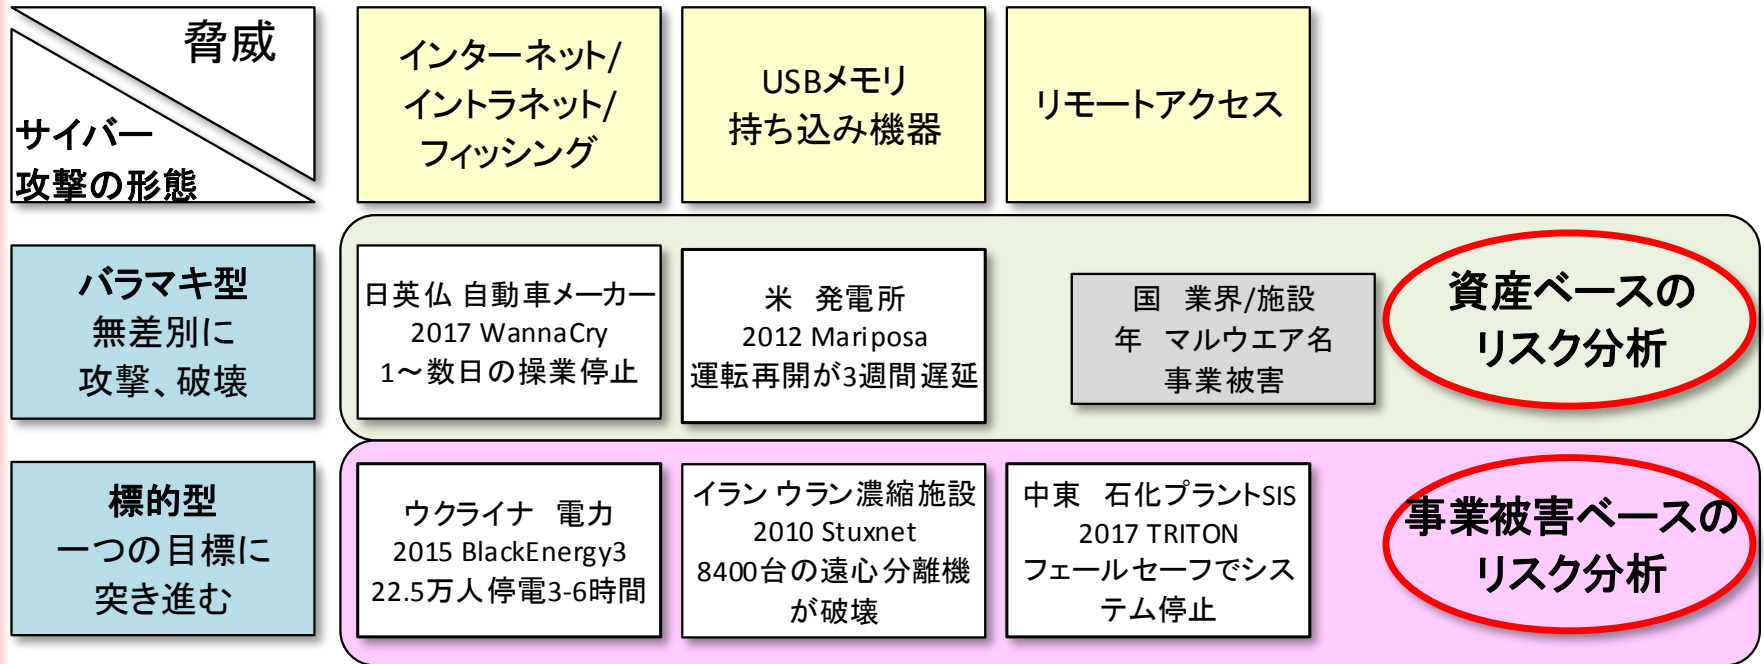 脅威
サイバー
攻撃の形態
インターネット/
イントラネット/
フィッシング
USBメモリ
持ち込み機器
リモートアクセス
バラマキ型
無差別に
攻撃、破壊
日英仏 自動車メーカー
2017 WannaCry
1～数日の操業停止
米　発電所
2012 Mariposa
運転再開が3週間遅延
国　業界/施設
年　マルウエア名
事業被害
資産ベースの
リスク分析
標的型
一つの目標に
突き進む
ウクライナ　電力
2015 BlackEnergy3
22.5万人停電3-6時間
イラン ウラン濃縮施設
2010 Stuxnet
8400台の遠心分離機
が破壊
中東　石化プラントSIS
2017 TRITON
フェールセーフでシス
テム停止
事業被害ベースの
リスク分析